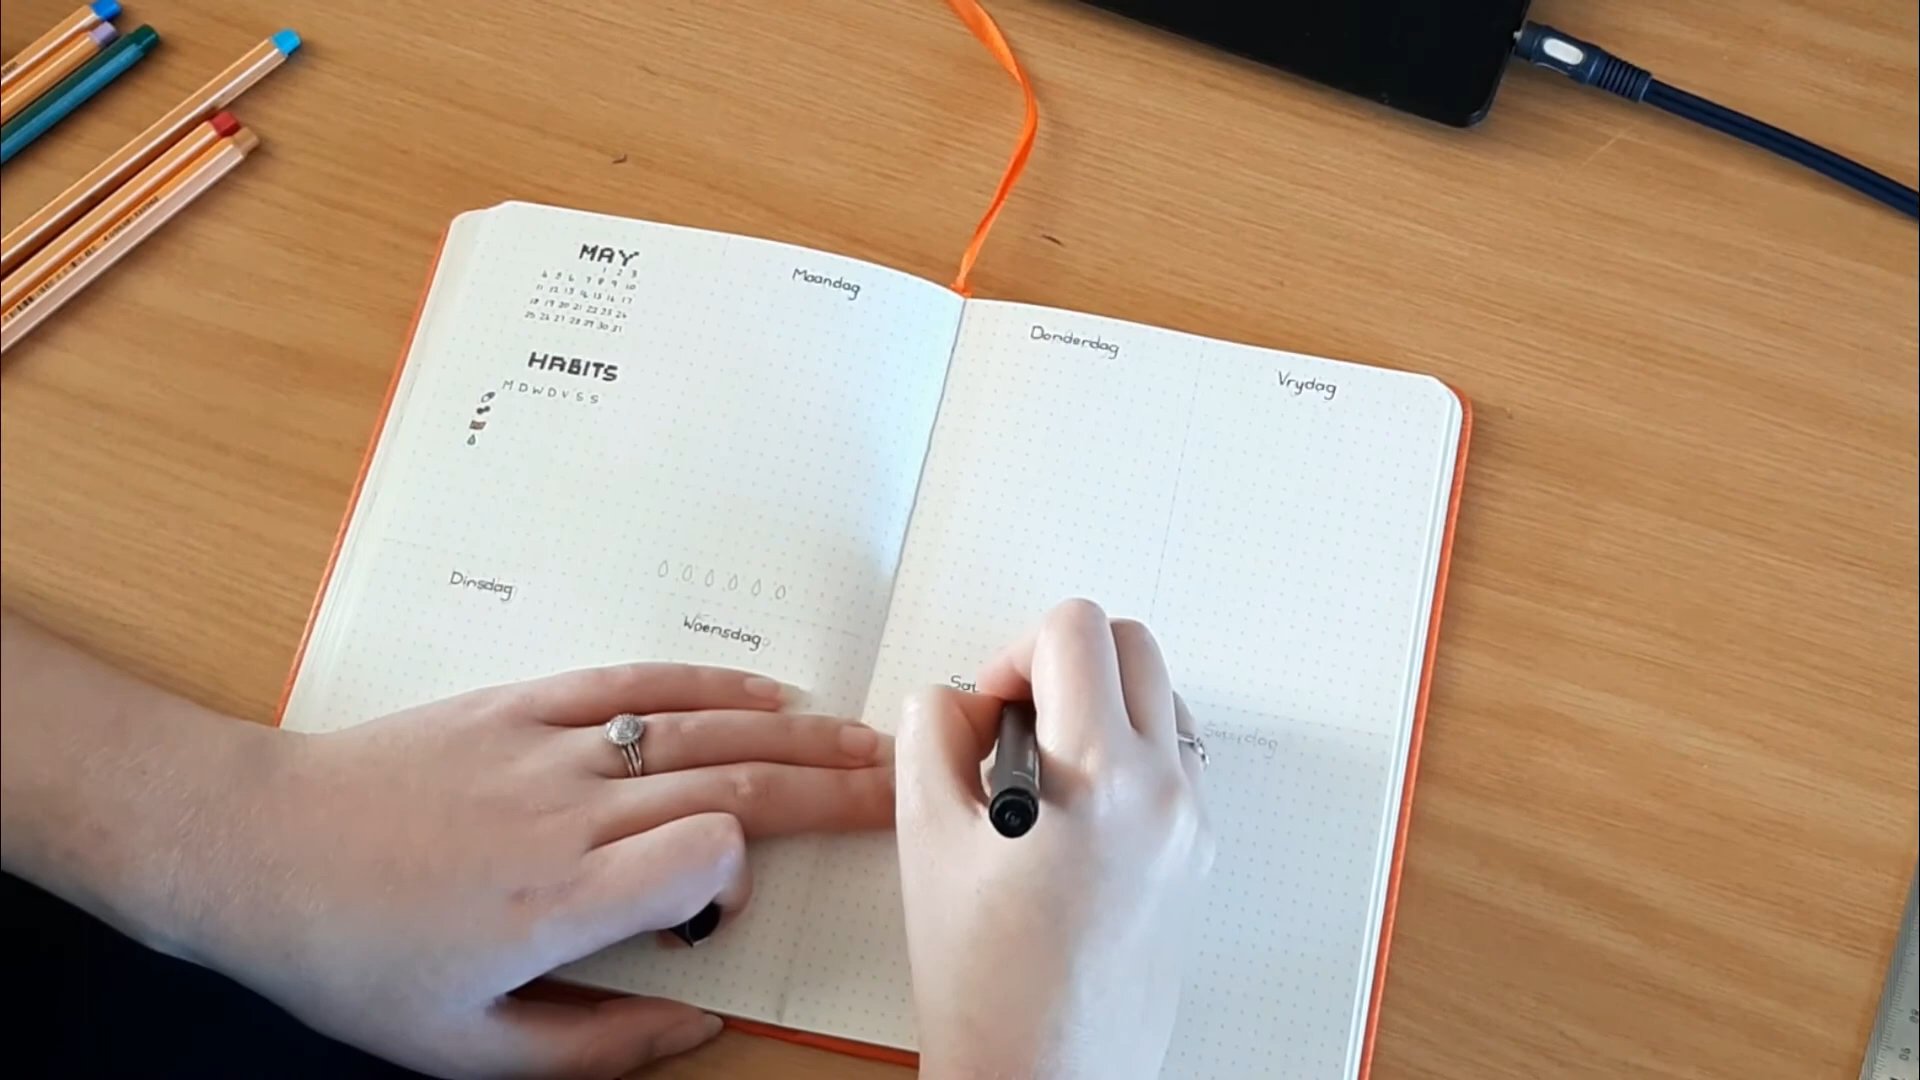 MAY
1 2 3
4 5 6 7 8 9 10
11 12 13 14 15 16 17
18 19 20 21 22 23 24
25 26 27 28 29 30 31
HABITS
M D W D V S S
Maandag
Dinsdag
Woensdag
Donderdag
Vrydag
Sat